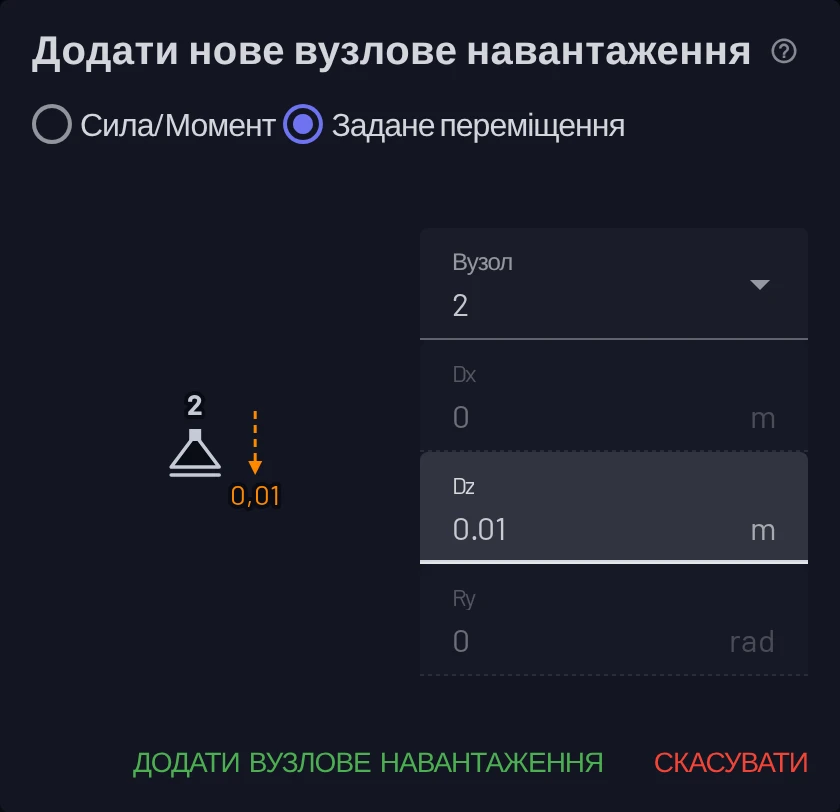 Додати нове вузлове навантаження ?
Сила/Момент Задане переміщення
Вузол
2
Dx
0 m
2
0,01
Dz
0.01 m
Ry
0 rad
ДОДАТИ ВУЗЛОВЕ НАВАНТАЖЕННЯ СКАСУВАТИ